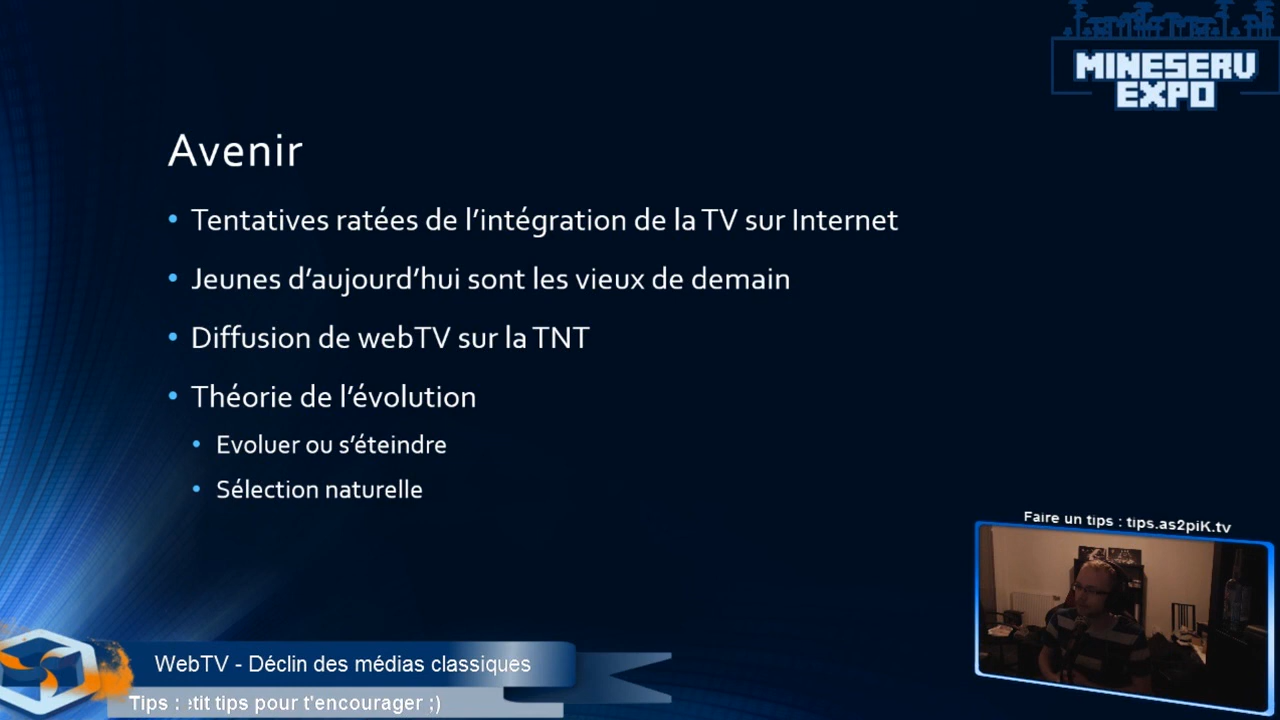 MINESERV
EXPO
Avenir
• Tentatives ratées de l'intégration de la TV sur Internet
• Jeunes d'aujourd'hui sont les vieux de demain
• Diffusion de webTV sur la TNT
• Théorie de l'évolution
• Evoluer ou s'éteindre
• Sélection naturelle
Faire un tips : tips.as2piK.tv
WebTV - Déclin des médias classiques
Tips : etit tips pour t'encourager ;)